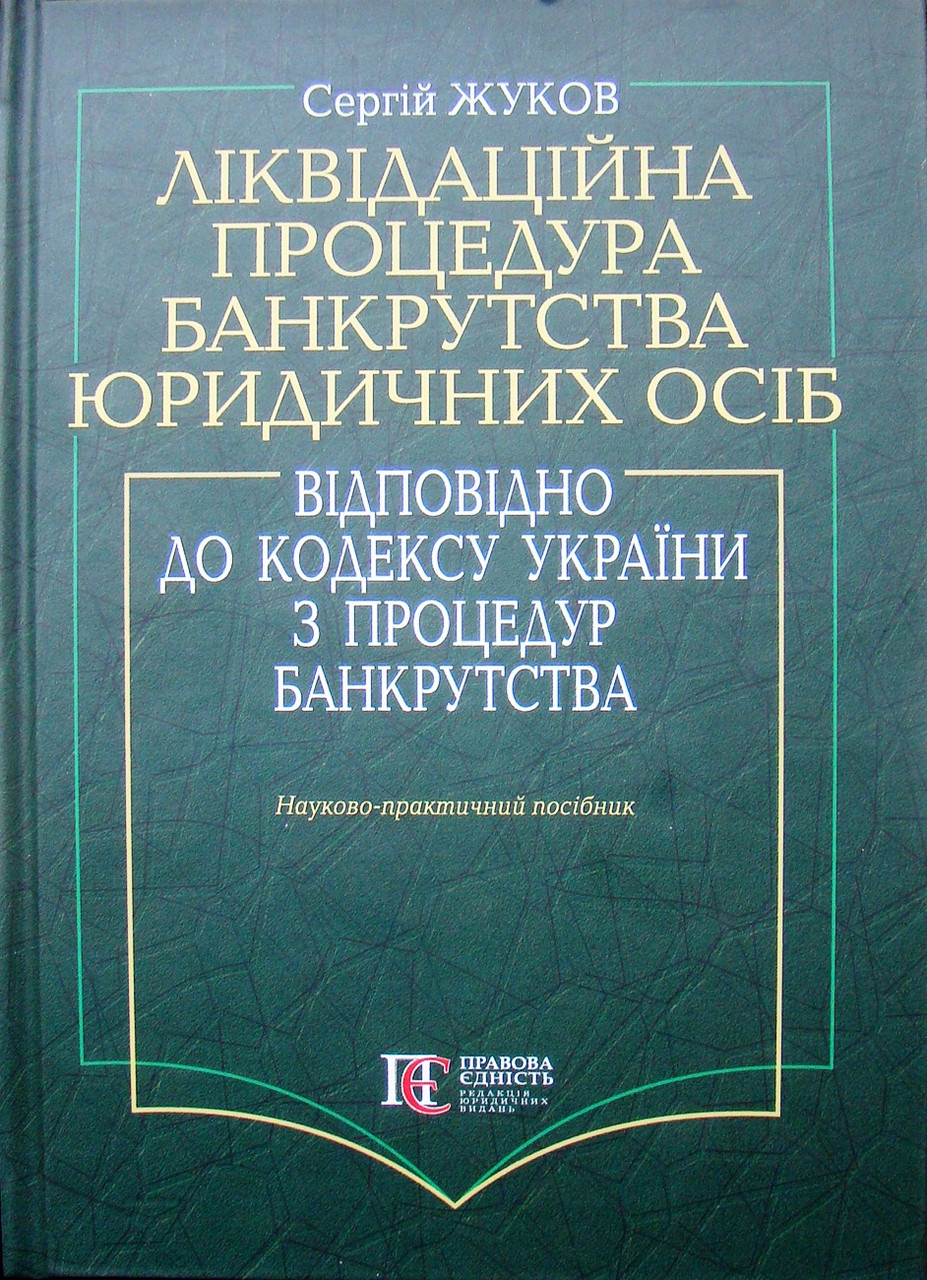 Сергій ЖУКОВ
ЛІКВІДАЦІЙНА
ПРОЦЕДУРА
БАНКРУТСТВА
ЮРИДИЧНИХ ОСІБ
ВІДПОВІДНО
ДО КОДЕКСУ УКРАЇНИ
З ПРОЦЕДУР
БАНКРУТСТВА
Науково-практичний посібник
ПЄ
ПРАВОВА
ЄДНІСТЬ
РЕДАКЦІЯ
ЮРИДИЧНИХ
ВИДАНЬ